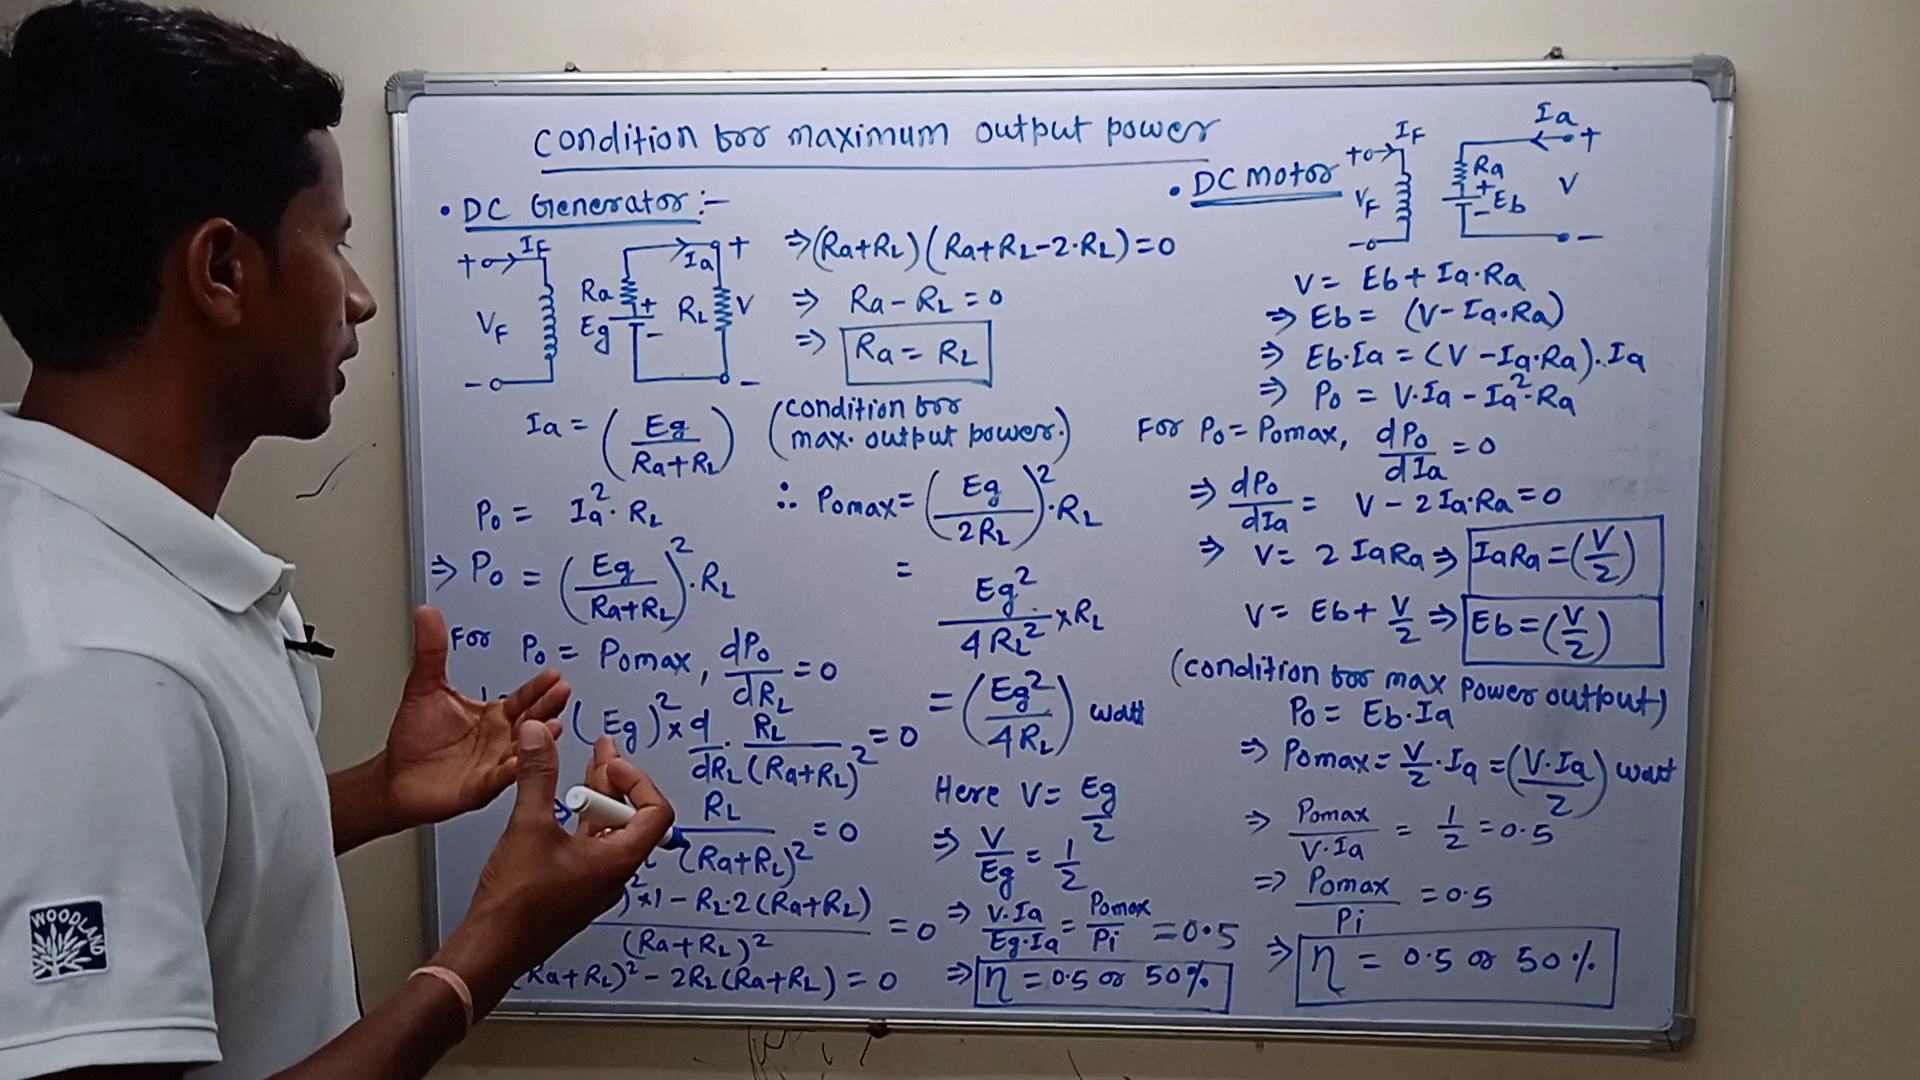 Condition for maximum output power
• DC Generator :-
+ IF
VF
-
Ra
Eg
+
-
Ia
RL
+
V
-
Ia = (Eg / Ra+RL)
Po = Ia² · RL
⇒ Po = (Eg / Ra+RL)² · RL
For Po = Pomax, dPo/dRL = 0
(Eg)² × d/dRL · RL / (Ra+RL)² = 0
RL / (Ra+RL)² = 0
)² ×1 - RL·2(Ra+RL) / (Ra+RL)² = 0
Ra+RL)² - 2RL(Ra+RL) = 0
⇒ (Ra+RL)(Ra+RL-2·RL) = 0
⇒ Ra - RL = 0
⇒ Ra = RL
(condition for
max. output power.)
∴ Pomax = (Eg / 2RL)² · RL
= Eg² / 4RL² × RL
= (Eg² / 4RL) watt
Here V = Eg/2
⇒ V/Eg = 1/2
⇒ V·Ia / Eg·Ia = Pomax / Pi = 0.5
⇒ η = 0.5 or 50%
• DC Motor
+ IF
VF
-
Ia
+
Ra
+
- Eb
V
-
V = Eb + Ia·Ra
⇒ Eb = (V - Ia·Ra)
⇒ Eb·Ia = (V - Ia·Ra)·Ia
⇒ Po = V·Ia - Ia²·Ra
For Po = Pomax, dPo/dIa = 0
⇒ dPo/dIa = V - 2Ia·Ra = 0
⇒ V = 2IaRa ⇒ IaRa = (V/2)
V = Eb + V/2 ⇒ Eb = (V/2)
(condition for max power output)
Po = Eb·Ia
⇒ Pomax = V/2 · Ia = (V·Ia / 2) watt
⇒ Pomax / V·Ia = 1/2 = 0.5
⇒ Pomax / Pi = 0.5
⇒ η = 0.5 or 50%
WOODLAND